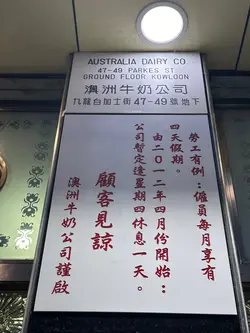 AUSTRALIA DAIRY CO.
47-49 PARKES ST.
GROUND FLOOR KOWLOON
澳洲牛奶公司
九龍白加士街47-49號地下
勞工有例：僱員每月享有
四天假期。
由二〇一二年四月份開始：
公司暫定逢星期四休息一天。
顧客見諒
澳洲牛奶公司謹啟